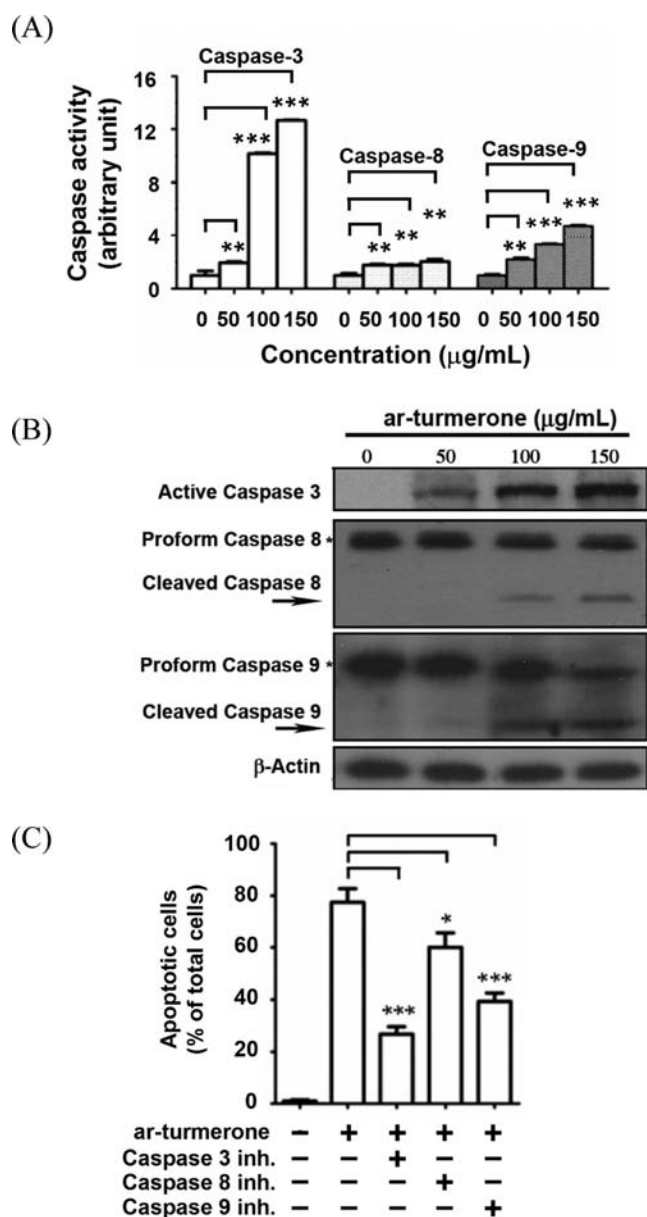 (A)
Caspase-3
Caspase-8
Caspase-9
Caspase activity
(arbitrary unit)
16
12
8
4
0
***
***
**
**
**
**
***
***
**
0 50 100 150 0 50 100 150 0 50 100 150
Concentration (μg/mL)
(B)
ar-turmerone (μg/mL)
0 50 100 150
Active Caspase 3
Proform Caspase 8 *
Cleaved Caspase 8
Proform Caspase 9 *
Cleaved Caspase 9
β-Actin
(C)
Apoptotic cells
(% of total cells)
100
80
60
40
20
0
***
*
***
ar-turmerone – + + + +
Caspase 3 inh. – – + – –
Caspase 8 inh. – – – + –
Caspase 9 inh. – – – – +